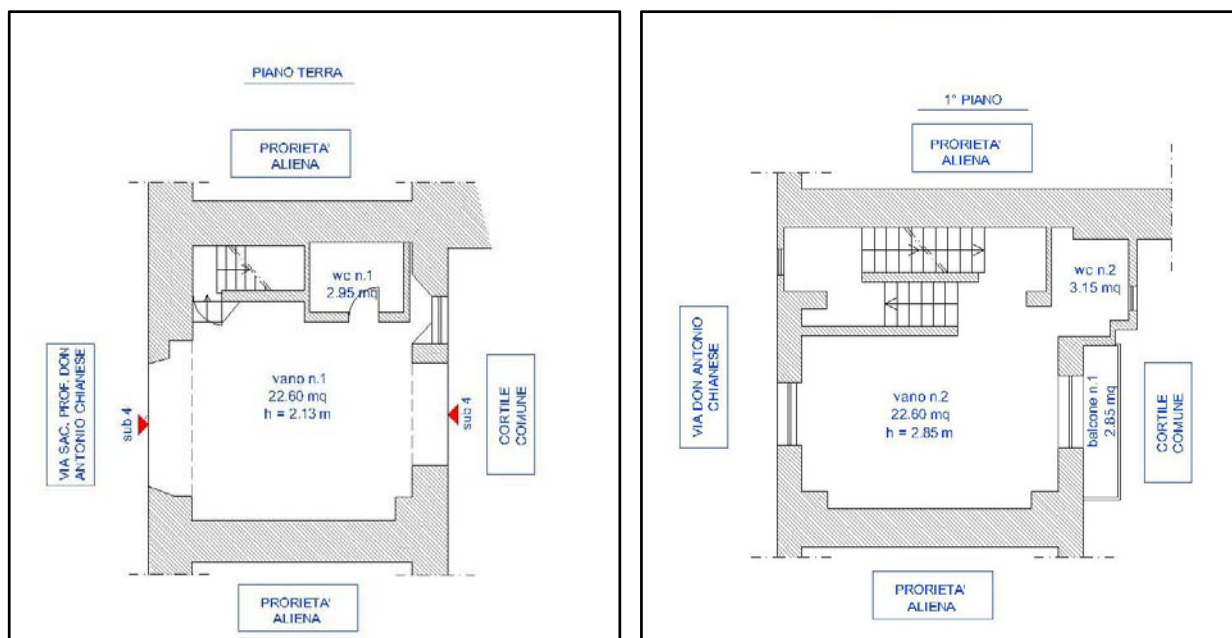 PIANO TERRA
PRORIETA'
ALIENA
wc n.1
2.95 mq
VIA SAC. PROF. DON
ANTONIO CHIANESE
sub 4
vano n.1
22.60 mq
h = 2.13 m
sub 4
CORTILE
COMUNE
PRORIETA'
ALIENA
1° PIANO
PRORIETA'
ALIENA
wc n.2
3.15 mq
VIA DON ANTONIO
CHIANESE
vano n.2
22.60 mq
h = 2.85 m
balcone n.1
2.85 mq
CORTILE
COMUNE
PRORIETA'
ALIENA